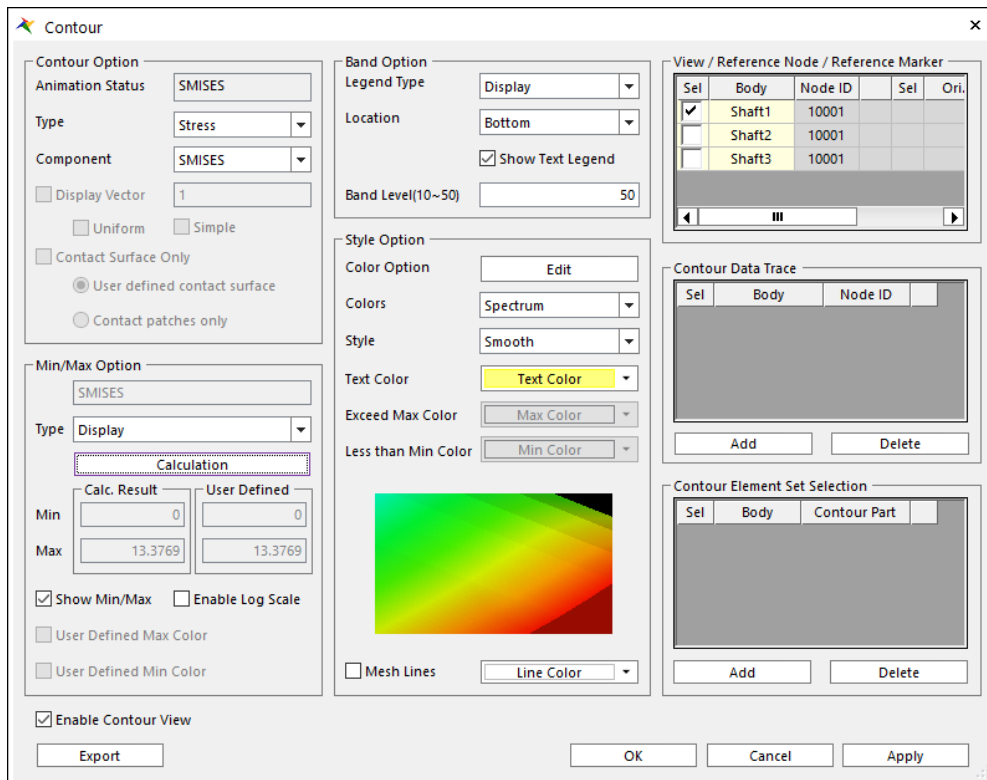 Contour
Contour Option
Animation Status SMISES
Type Stress
Component SMISES
Display Vector 1
Uniform Simple
Contact Surface Only
User defined contact surface
Contact patches only
Min/Max Option
SMISES
Type Display
Calculation
Calc. Result User Defined
Min 0 0
Max 13.3769 13.3769
Show Min/Max Enable Log Scale
User Defined Max Color
User Defined Min Color
Enable Contour View
Export
Band Option
Legend Type Display
Location Bottom
Show Text Legend
Band Level(10~50) 50
Style Option
Color Option Edit
Colors Spectrum
Style Smooth
Text Color Text Color
Exceed Max Color Max Color
Less than Min Color Min Color
Mesh Lines Line Color
View / Reference Node / Reference Marker
Sel Body Node ID Sel Ori.
Shaft1 10001
Shaft2 10001
Shaft3 10001
Contour Data Trace
Sel Body Node ID
Add Delete
Contour Element Set Selection
Sel Body Contour Part
Add Delete
OK Cancel Apply